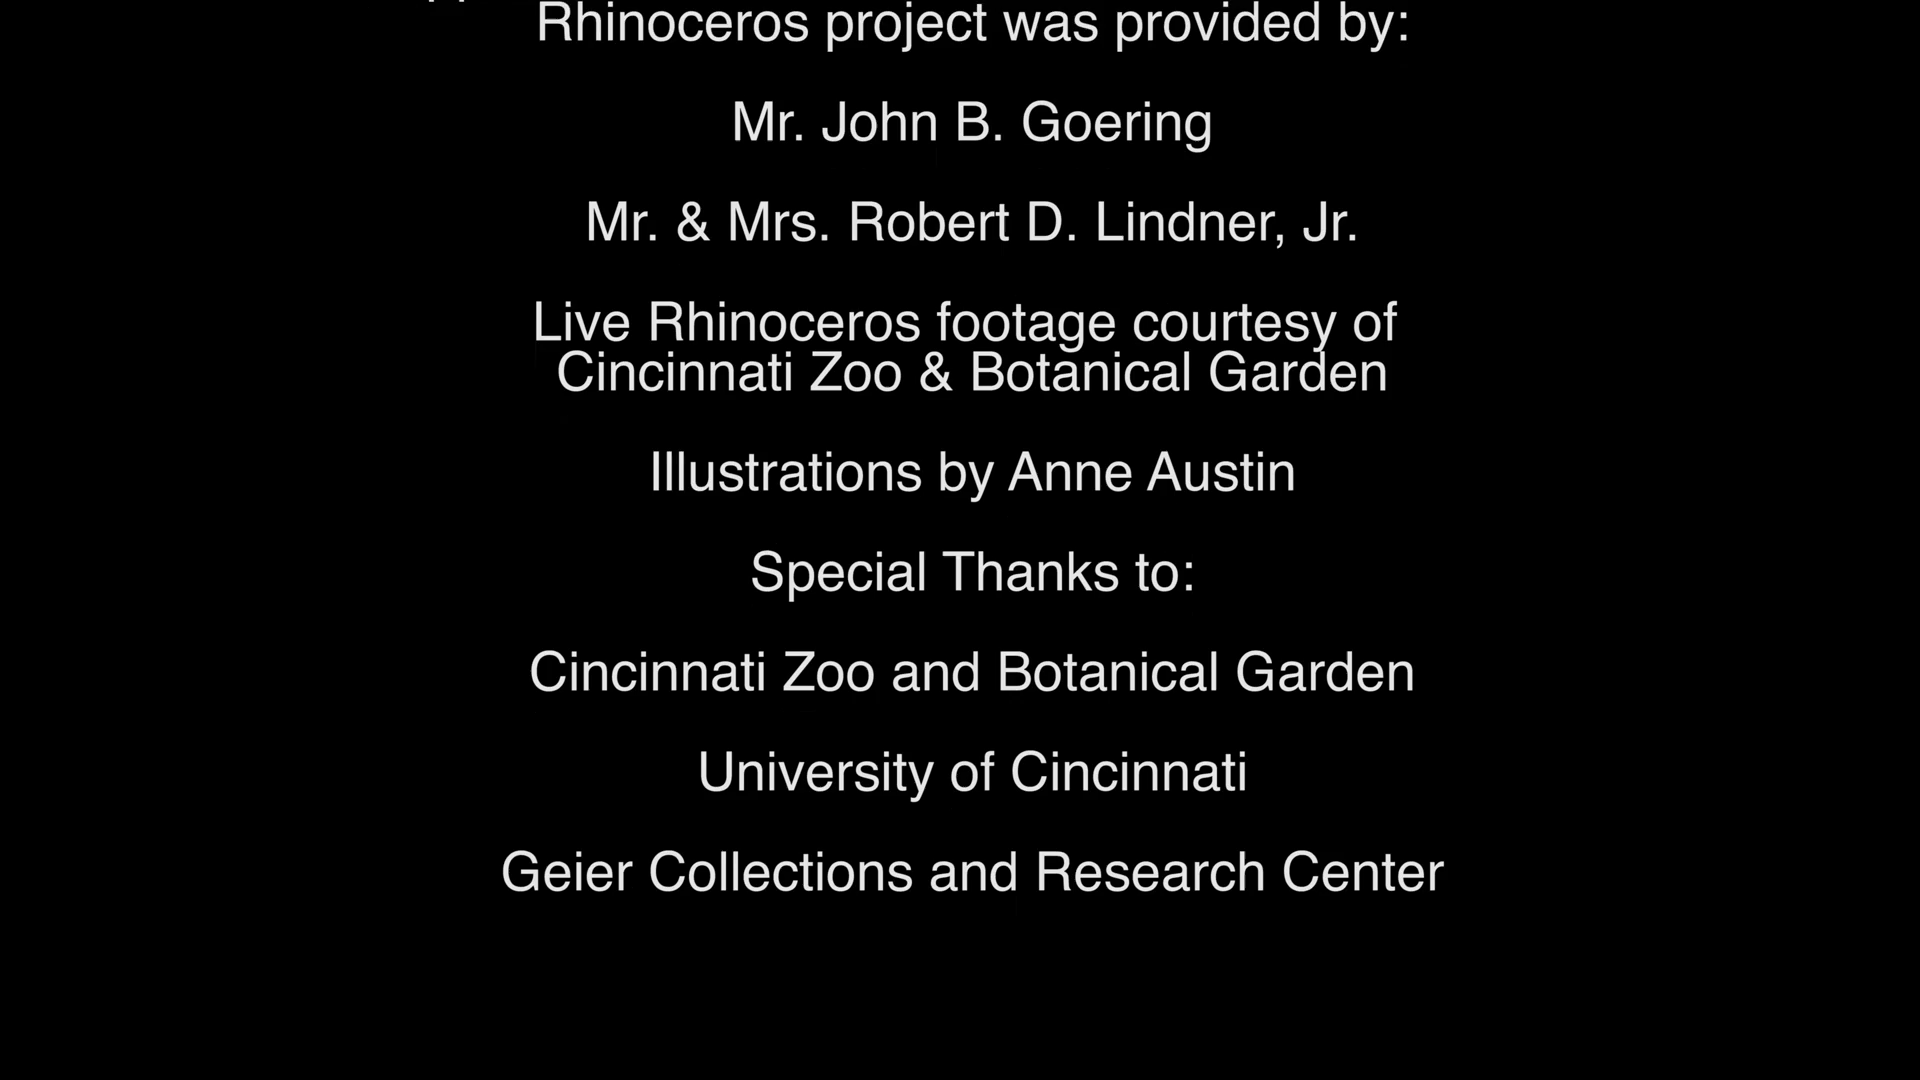 Rhinoceros project was provided by:
Mr. John B. Goering
Mr. & Mrs. Robert D. Lindner, Jr.
Live Rhinoceros footage courtesy of
Cincinnati Zoo & Botanical Garden
Illustrations by Anne Austin
Special Thanks to:
Cincinnati Zoo and Botanical Garden
University of Cincinnati
Geier Collections and Research Center